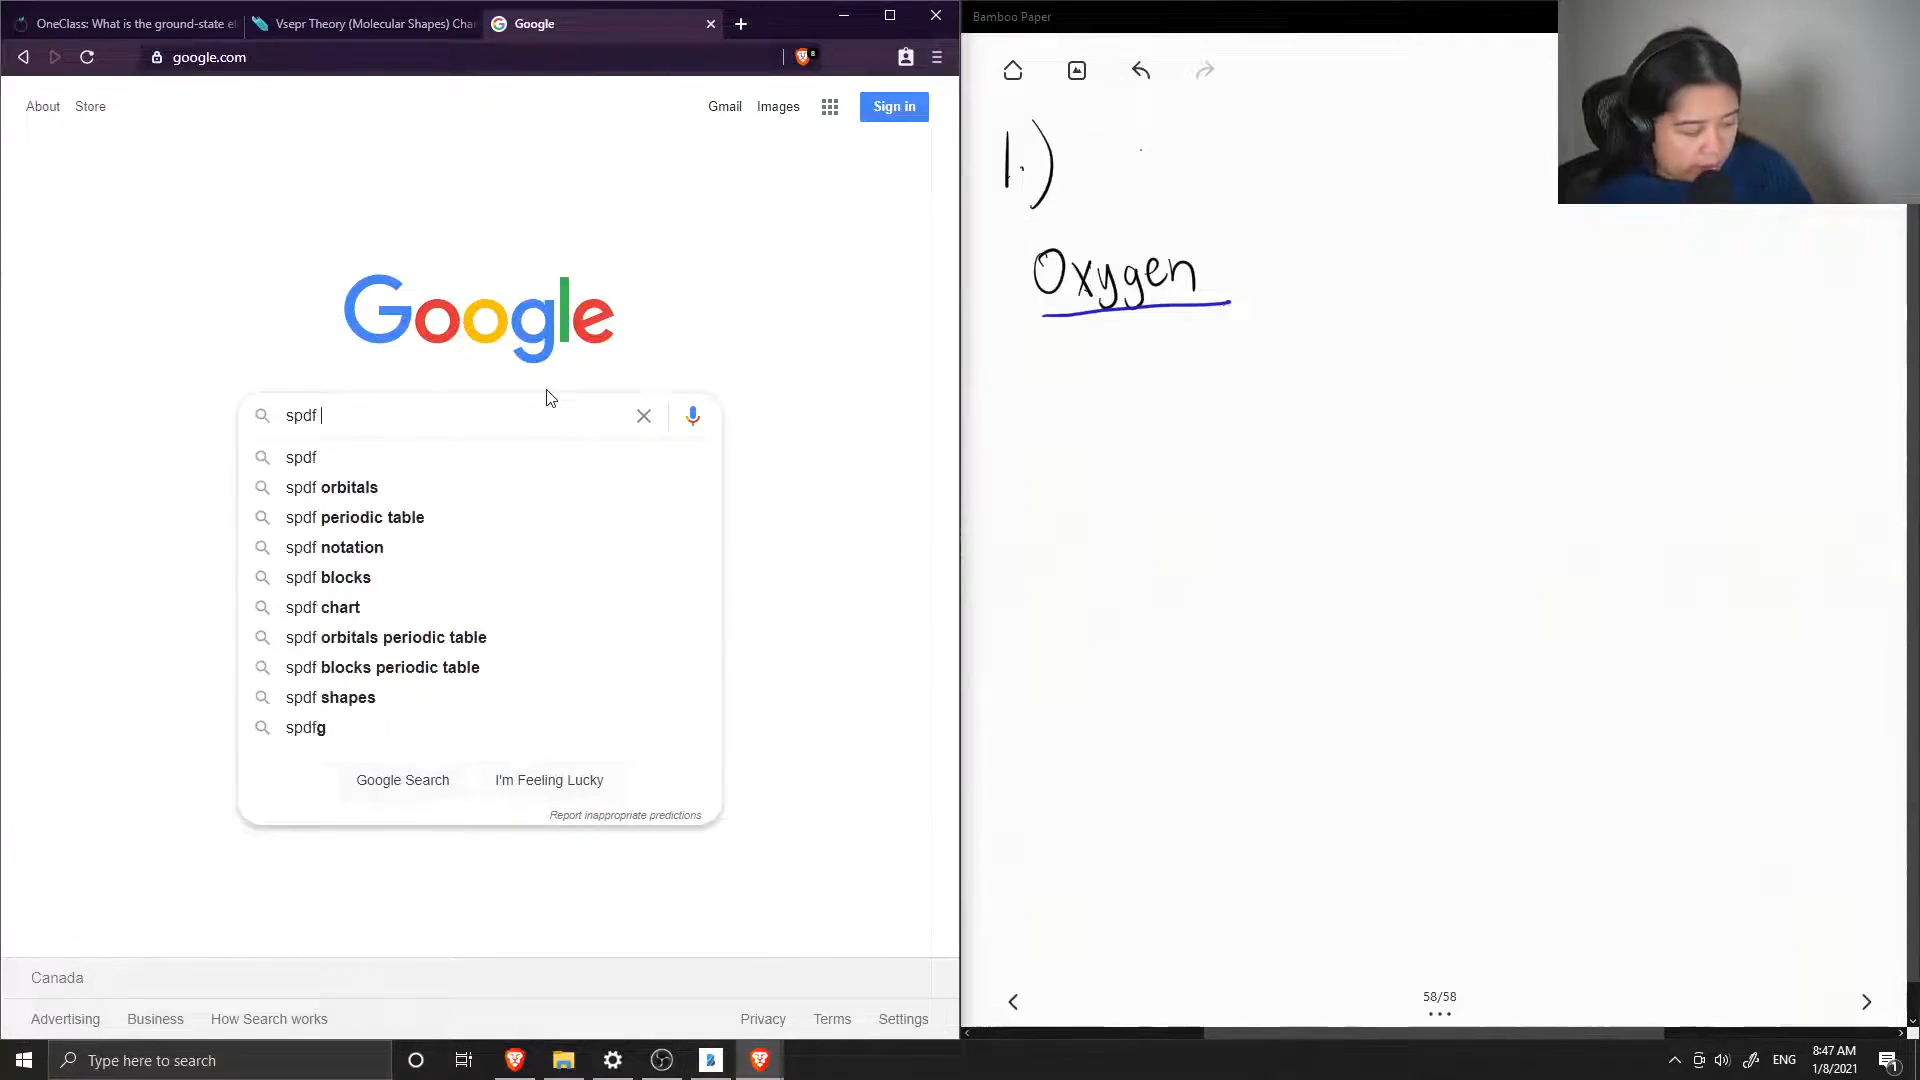 OneClass: What is the ground-state el
Vsepr Theory (Molecular Shapes) Char
Google
google.com
8
About
Store
Gmail
Images
Sign in
Google
spdf
spdf
spdf orbitals
spdf periodic table
spdf notation
spdf blocks
spdf chart
spdf orbitals periodic table
spdf blocks periodic table
spdf shapes
spdfg
Google Search
I'm Feeling Lucky
Report inappropriate predictions
Canada
Advertising
Business
How Search works
Privacy
Terms
Settings
Bamboo Paper
1.)
Oxygen
58/58
Type here to search
ENG
8:47 AM
1/8/2021
1